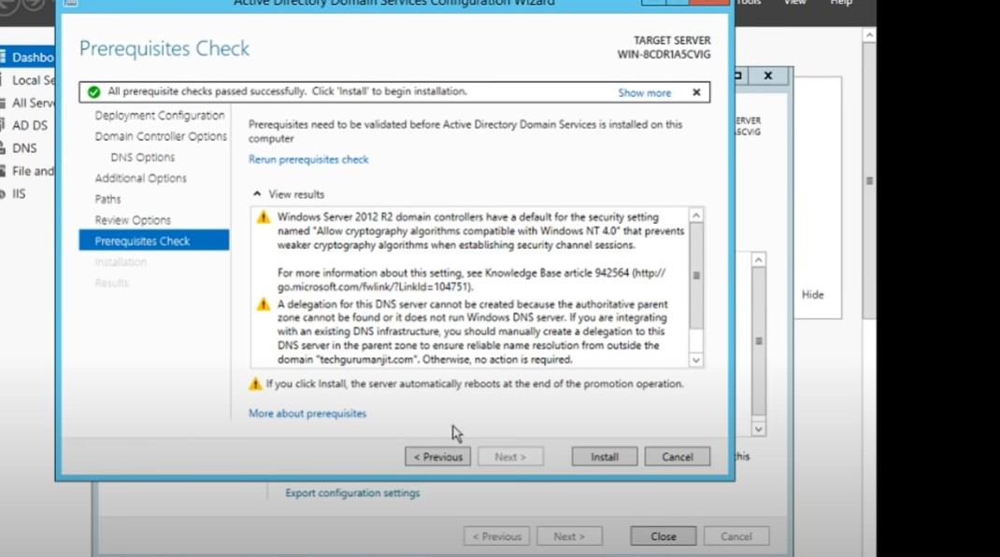 Active Directory Domain Services Configuration Wizard
Tools View Help
Prerequisites Check
TARGET SERVER
WIN-8CDR1A5CVIG
All prerequisite checks passed successfully. Click 'Install' to begin installation.
Show more
Deployment Configuration
Domain Controller Options
DNS Options
Additional Options
Paths
Review Options
Prerequisites Check
Installation
Results
Prerequisites need to be validated before Active Directory Domain Services is installed on this
computer
Rerun prerequisites check
View results
Windows Server 2012 R2 domain controllers have a default for the security setting
named "Allow cryptography algorithms compatible with Windows NT 4.0" that prevents
weaker cryptography algorithms when establishing security channel sessions.
For more information about this setting, see Knowledge Base article 942564 (http://
go.microsoft.com/fwlink/?LinkId=104751).
A delegation for this DNS server cannot be created because the authoritative parent
zone cannot be found or it does not run Windows DNS server. If you are integrating
with an existing DNS infrastructure, you should manually create a delegation to this
DNS server in the parent zone to ensure reliable name resolution from outside the
domain "techgurumanjit.com". Otherwise, no action is required.
If you click Install, the server automatically reboots at the end of the promotion operation.
More about prerequisites
< Previous
Next >
Install
Cancel
Dashbo
Local Se
All Serve
AD DS
DNS
File and
IIS
ERVER
A5CVIG
Hide
this
Export configuration settings
< Previous
Next >
Close
Cancel